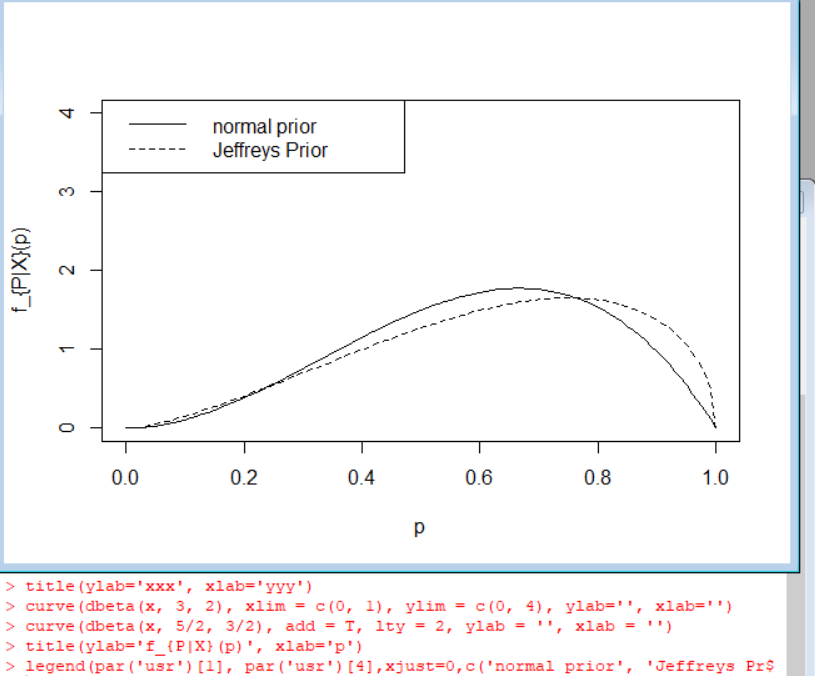 normal prior
Jeffreys Prior
4
3
2
1
0
f_{P|X}(p)
0.0 0.2 0.4 0.6 0.8 1.0
p
> title(ylab='xxx', xlab='yyy')
> curve(dbeta(x, 3, 2), xlim = c(0, 1), ylim = c(0, 4), ylab='', xlab='')
> curve(dbeta(x, 5/2, 3/2), add = T, lty = 2, ylab = '', xlab = '')
> title(ylab='f_{P|X}(p)', xlab='p')
> legend(par('usr')[1], par('usr')[4],xjust=0,c('normal prior', 'Jeffreys Pr$